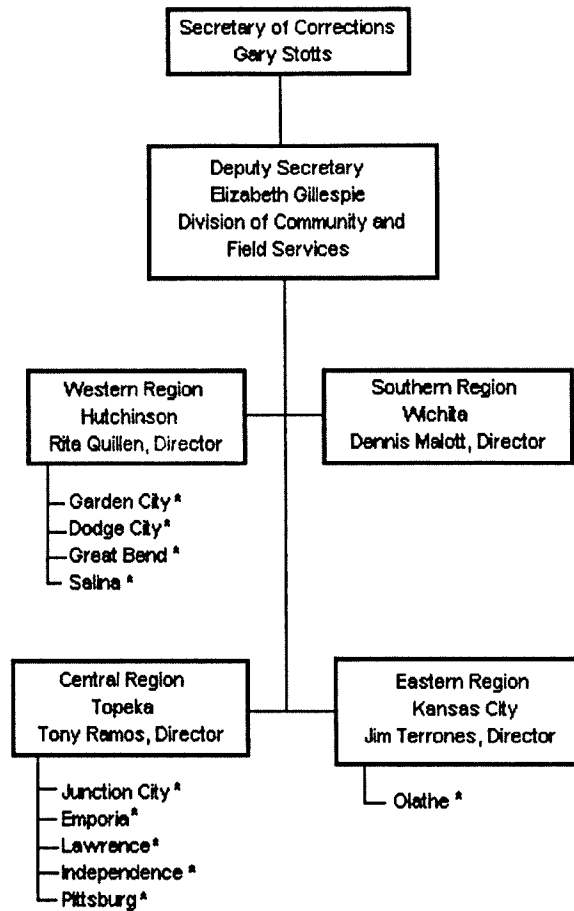 Secretary of Corrections
Gary Stotts
Deputy Secretary
Elizabeth Gillespie
Division of Community and
Field Services
Western Region
Hutchinson
Rita Quillen, Director
Southern Region
Wichita
Dennis Malott, Director
Garden City *
Dodge City *
Great Bend *
Salina *
Central Region
Topeka
Tony Ramos, Director
Eastern Region
Kansas City
Jim Terrones, Director
Junction City *
Emporia *
Lawrence *
Independence *
Pittsburg *
Olathe *